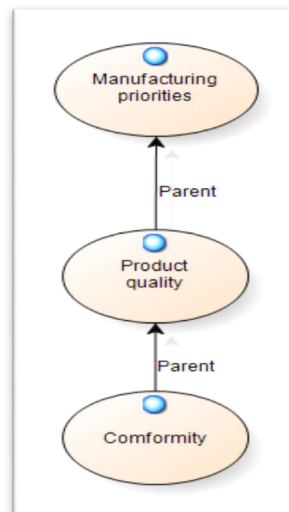 Manufacturing
priorities
Parent
Product
quality
Parent
Comformity